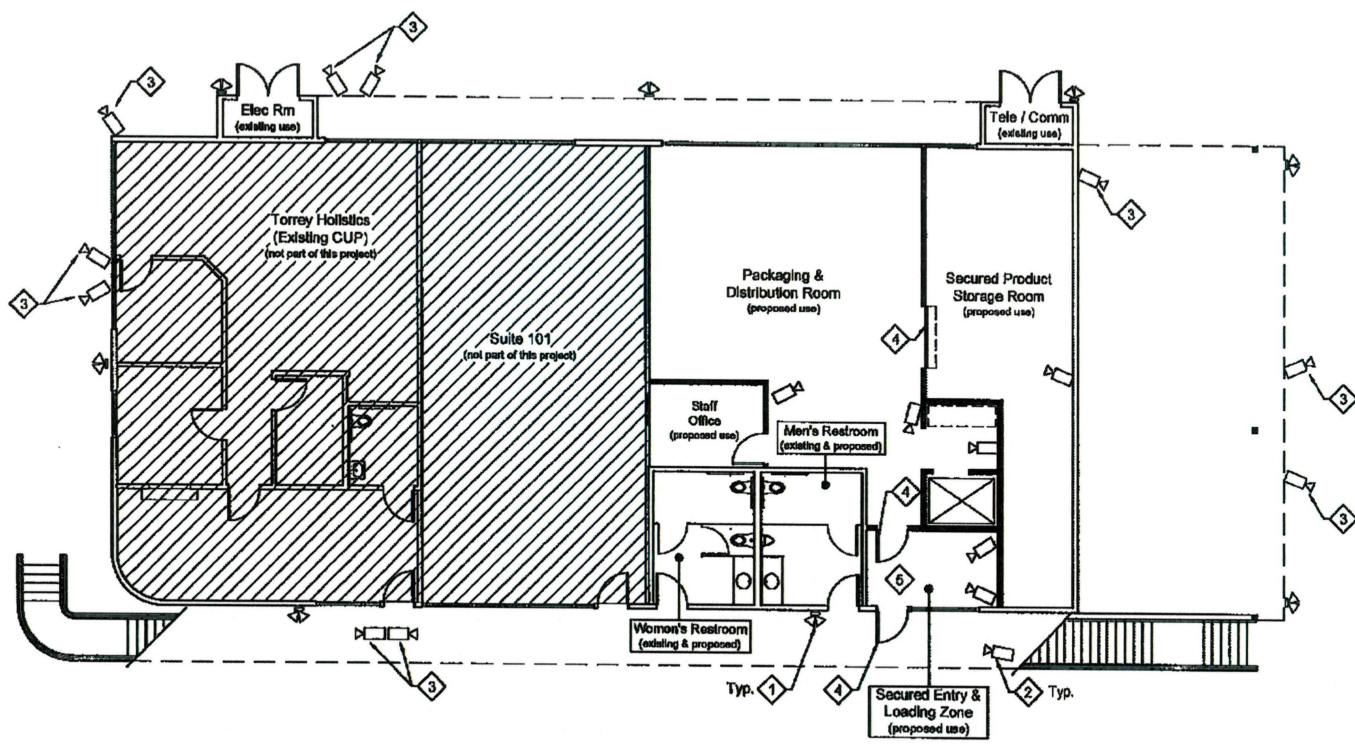 3
3
Elec Rm
(existing use)
Tele / Comm
(existing use)
3
Torrey Holistics
(Existing CUP)
(not part of this project)
3
Packaging &
Distribution Room
(proposed use)
Secured Product
Storage Room
(proposed use)
Suite 101
(not part of this project)
4
3
Staff
Office
(proposed use)
Men's Restroom
(existing & proposed)
4
3
5
Women's Restroom
(existing & proposed)
3
Typ. 1
4
Secured Entry &
Loading Zone
(proposed use)
2 Typ.